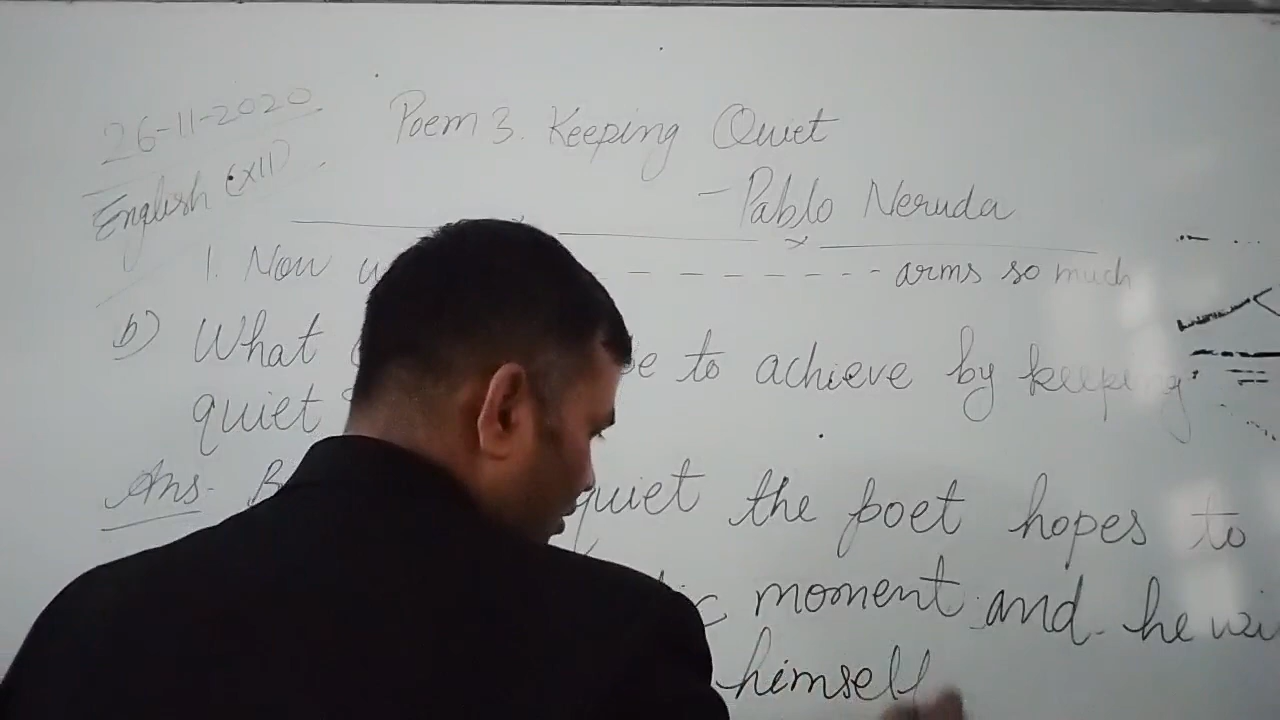 26-11-2020.
English (XII)
Poem 3. Keeping Quiet
- Pablo Neruda
1. Now - - - - - - - arms so much
b) What to achieve by keeping
quiet
Ans- quiet the poet hopes to
moment and he
himself